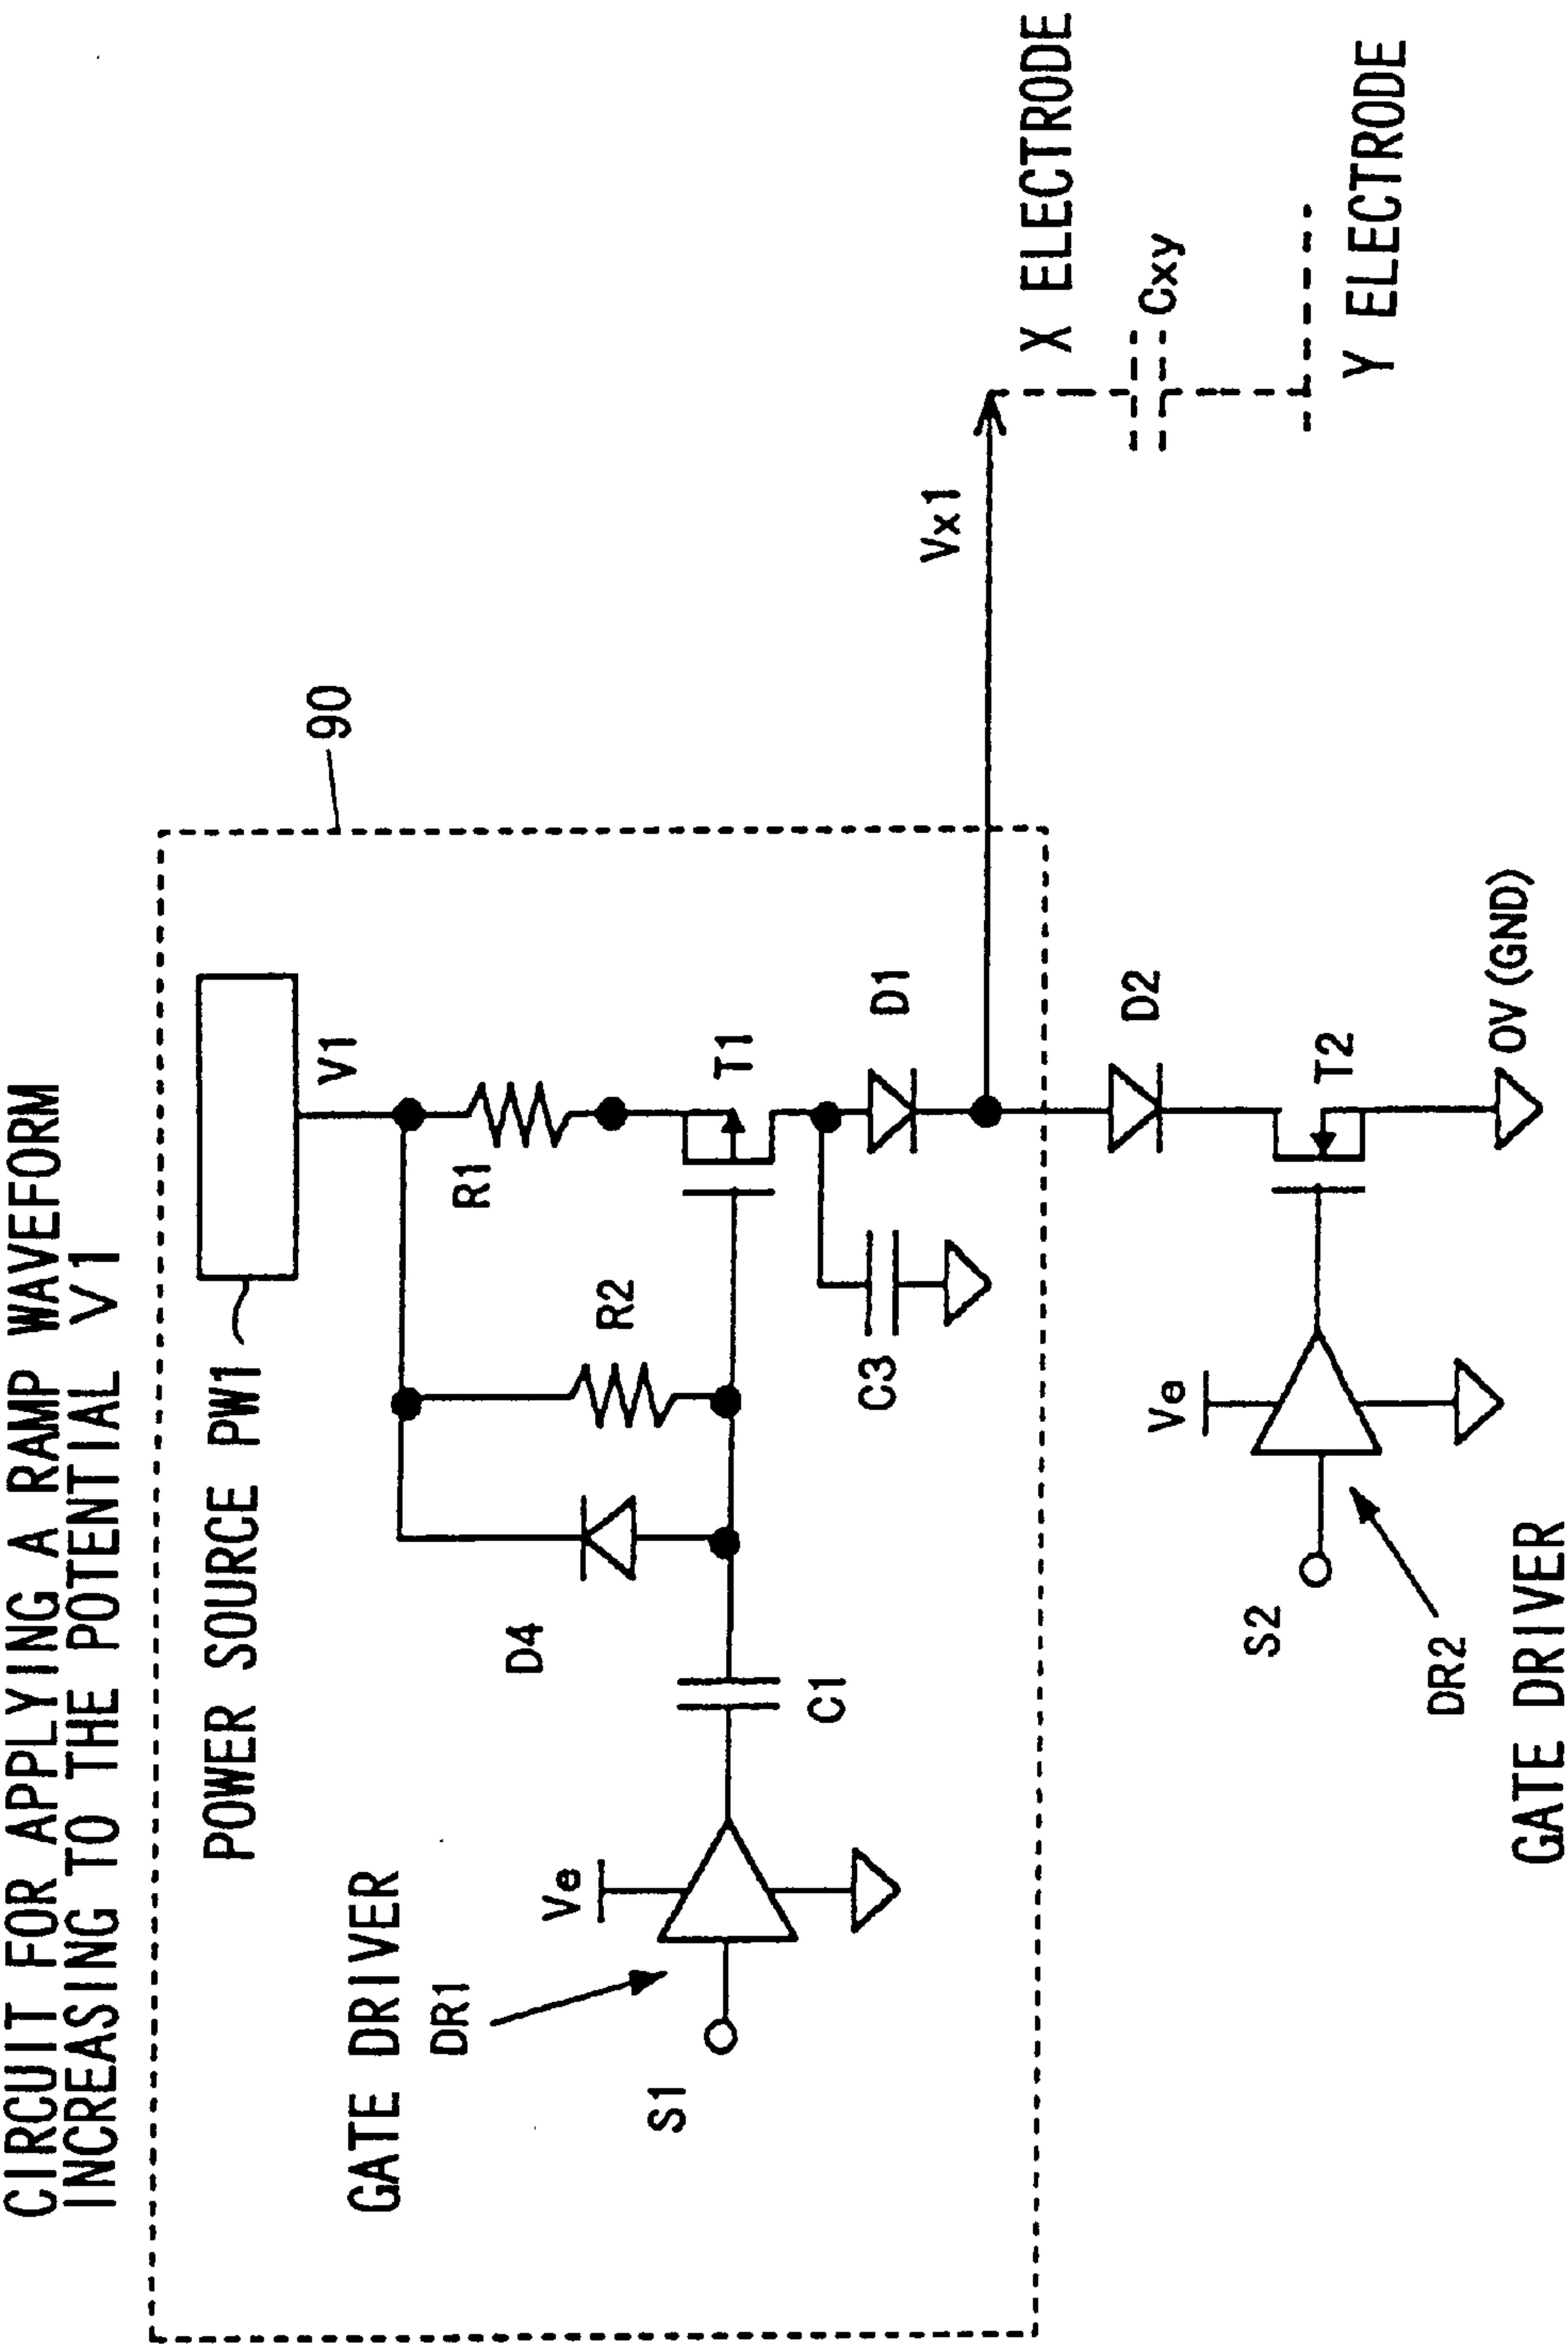 CIRCUIT FOR APPLYING A RAMP WAVEFORM
INCREASING TO THE POTENTIAL V1
POWER SOURCE PW1
V1
90
GATE DRIVER
DR1
Ve
S1
D4
C1
R2
R1
T1
C3
D1
Vx1
X ELECTRODE
Cxy
Y ELECTRODE
D2
Ve
S2
T2
DR2
GATE DRIVER
0V(GND)